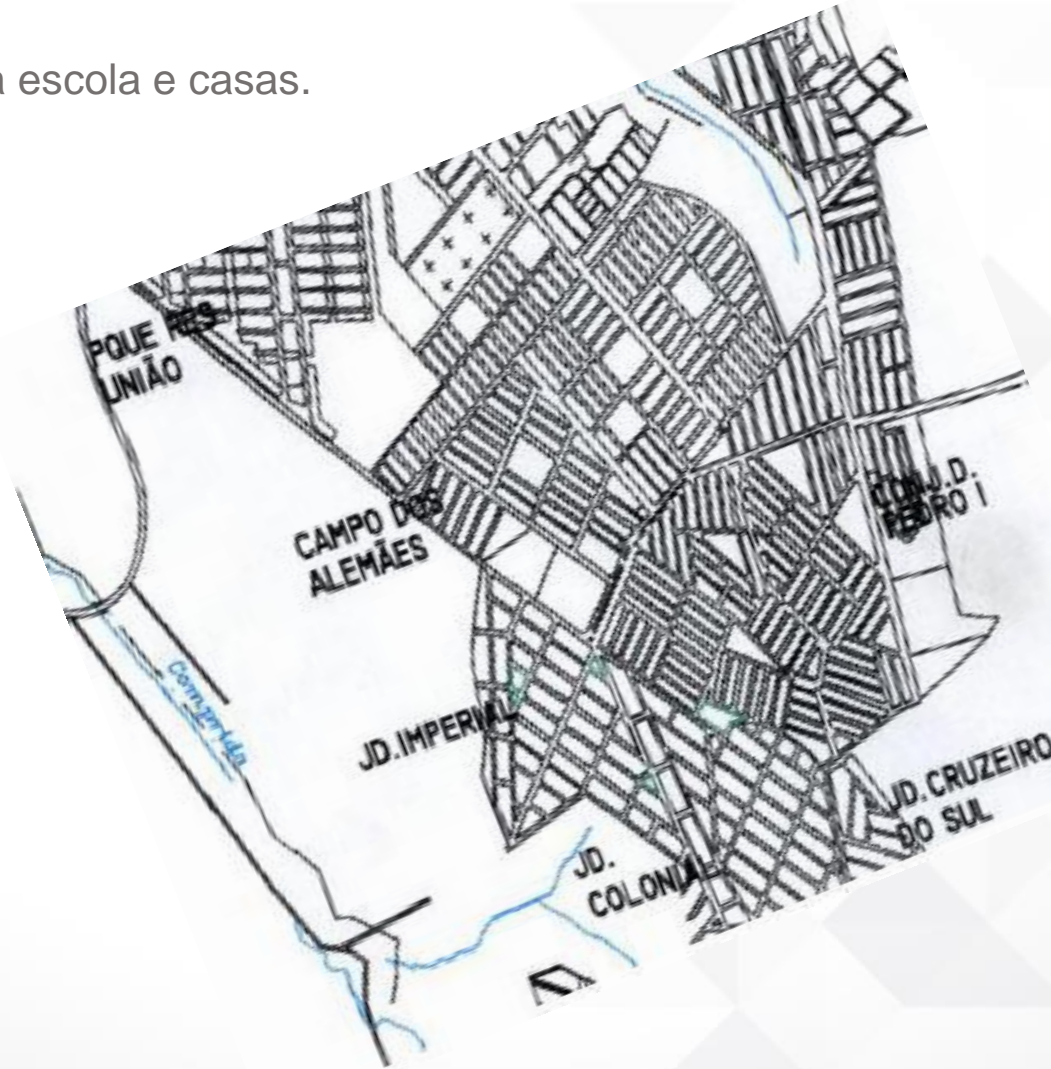 a escola e casas.
PQUE RES
UNIÃO
CAMPO DOS
ALEMÃES
CONJ.D.
PEDRO I
JD.IMPERIAL
JD.CRUZEIRO
DO SUL
JD.
COLONIAL